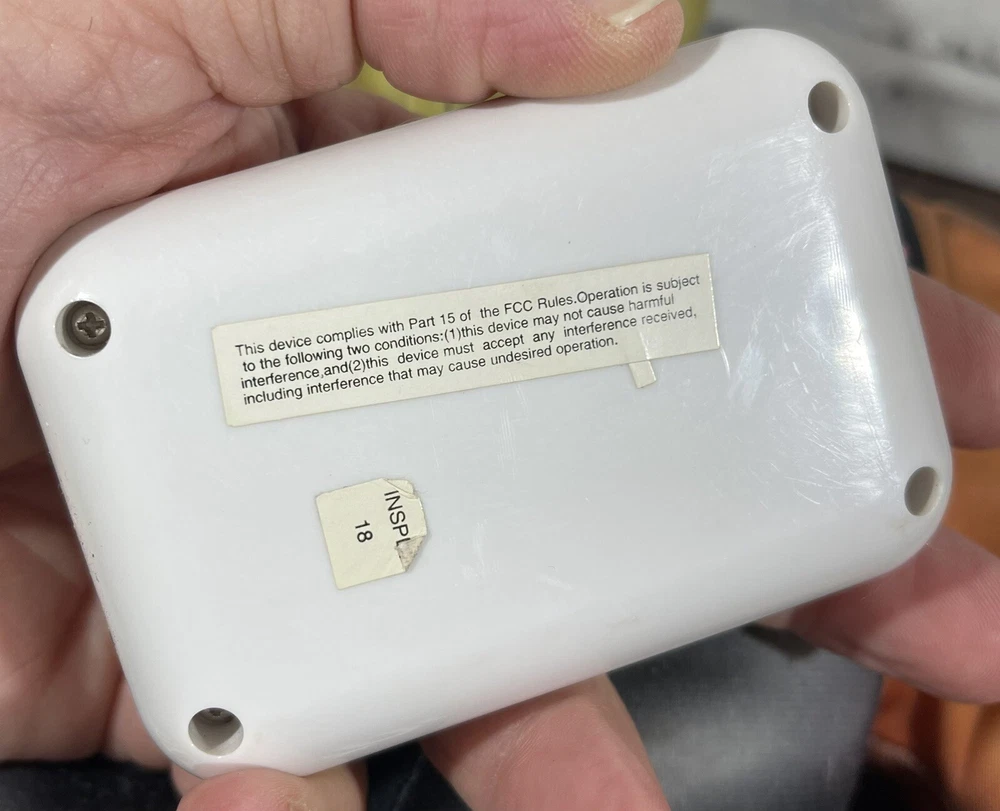 This device complies with Part 15 of the FCC Rules.Operation is subject
to the following two conditions:(1)this device may not cause harmful
interference,and(2)this device must accept any interference received,
including interference that may cause undesired operation.
INSPL
18